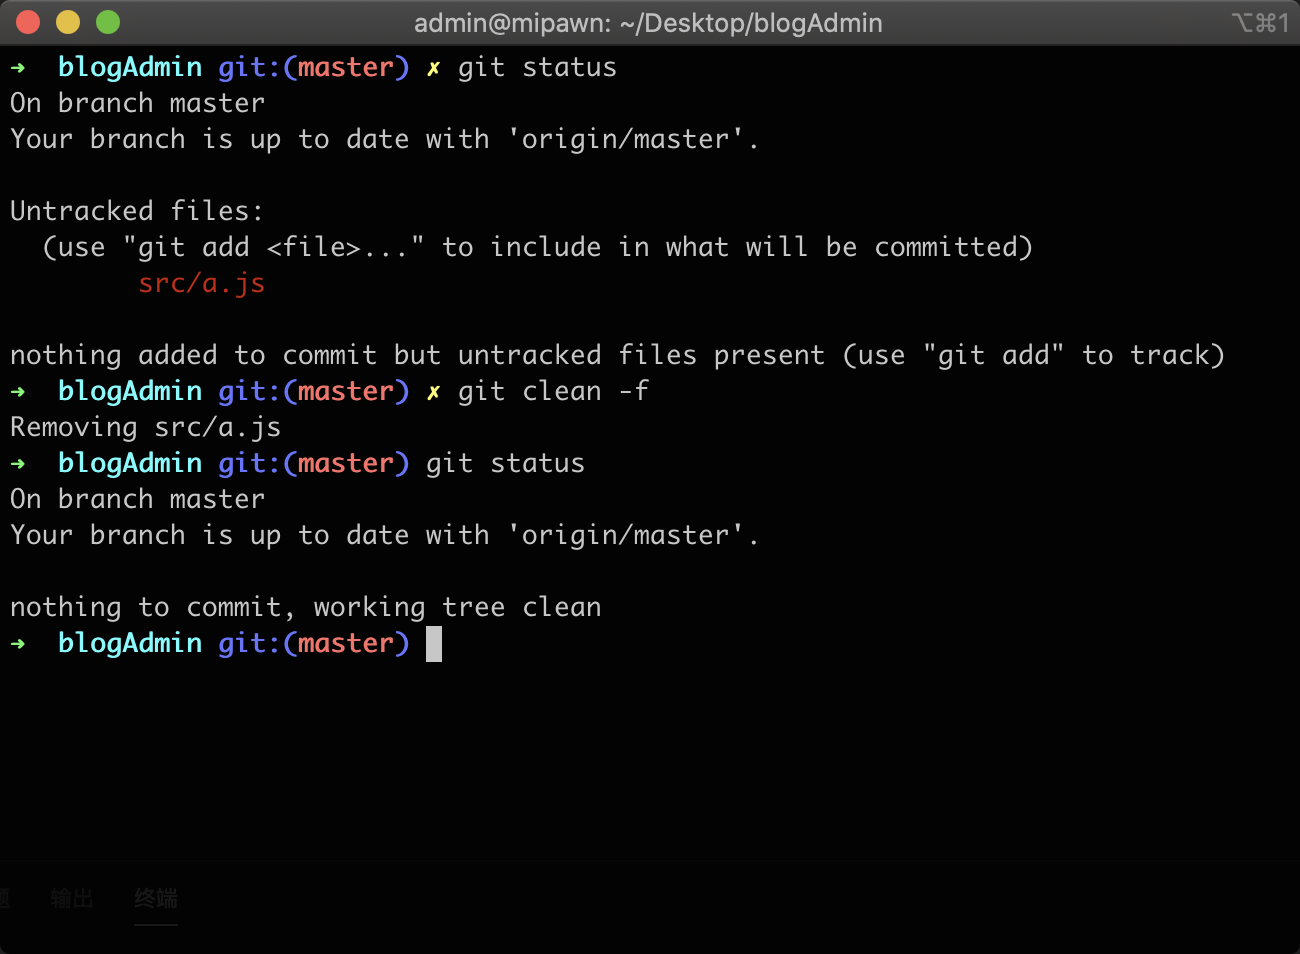 admin@mipawn: ~/Desktop/blogAdmin ⌥⌘1
➜  blogAdmin git:(master) ✗ git status
On branch master
Your branch is up to date with 'origin/master'.

Untracked files:
  (use "git add <file>..." to include in what will be committed)
        src/a.js

nothing added to commit but untracked files present (use "git add" to track)
➜  blogAdmin git:(master) ✗ git clean -f
Removing src/a.js
➜  blogAdmin git:(master) git status
On branch master
Your branch is up to date with 'origin/master'.

nothing to commit, working tree clean
➜  blogAdmin git:(master)
输出 终端